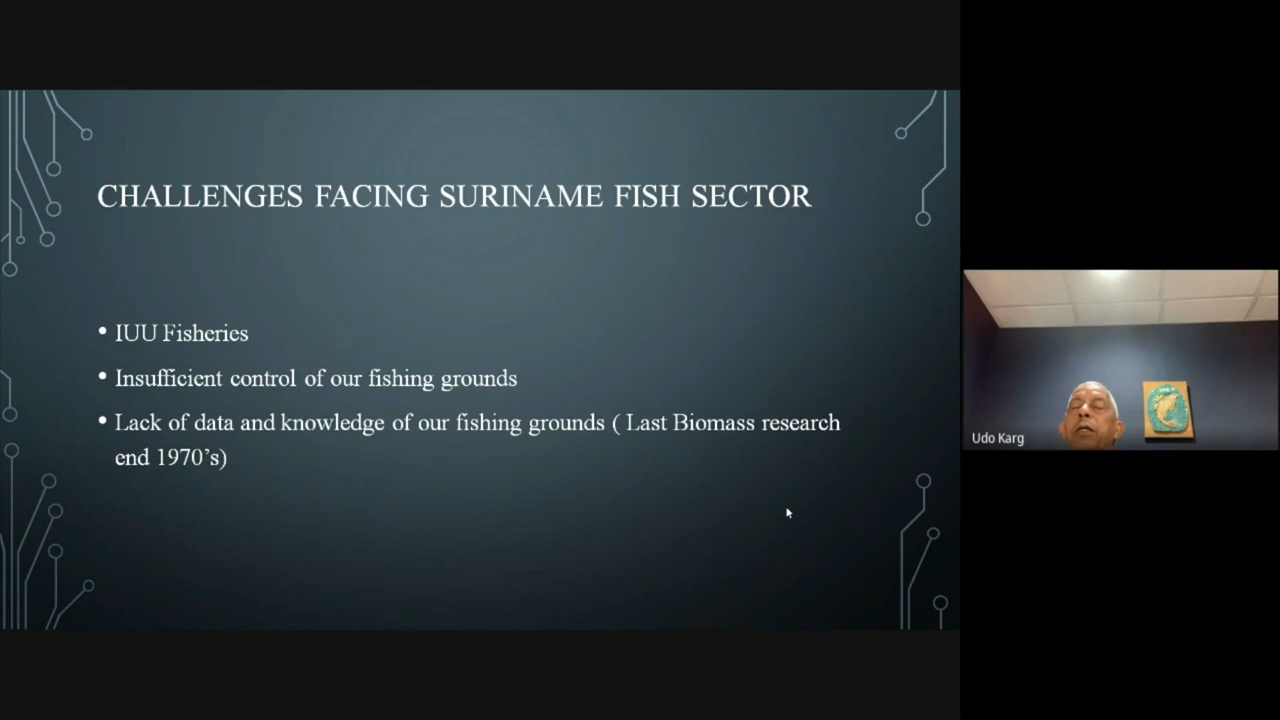 CHALLENGES FACING SURINAME FISH SECTOR
• IUU Fisheries
• Insufficient control of our fishing grounds
• Lack of data and knowledge of our fishing grounds ( Last Biomass research
end 1970’s)
Udo Karg